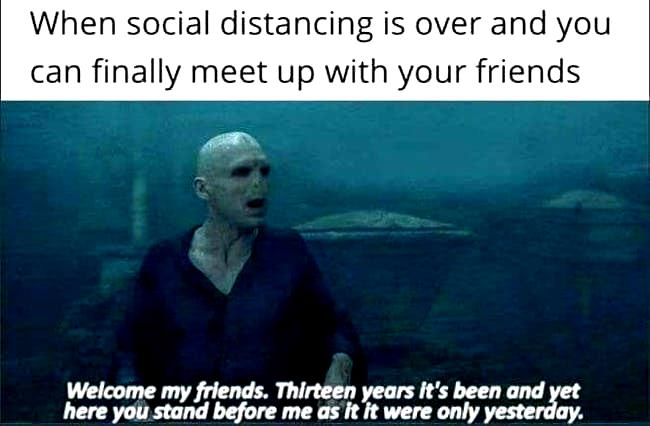 When social distancing is over and you
can finally meet up with your friends
Welcome my friends. Thirteen years it's been and yet
here you stand before me as it it were only yesterday.